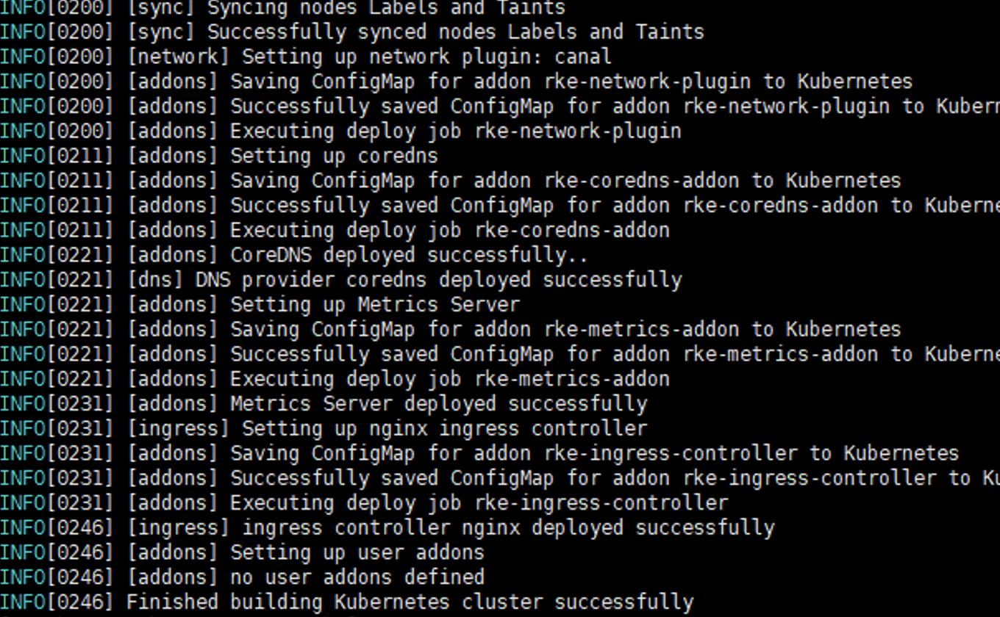 INFO[0200] [sync] Syncing nodes Labels and Taints
INFO[0200] [sync] Successfully synced nodes Labels and Taints
INFO[0200] [network] Setting up network plugin: canal
INFO[0200] [addons] Saving ConfigMap for addon rke-network-plugin to Kubernetes
INFO[0200] [addons] Successfully saved ConfigMap for addon rke-network-plugin to Kubern
INFO[0200] [addons] Executing deploy job rke-network-plugin
INFO[0211] [addons] Setting up coredns
INFO[0211] [addons] Saving ConfigMap for addon rke-coredns-addon to Kubernetes
INFO[0211] [addons] Successfully saved ConfigMap for addon rke-coredns-addon to Kuberne
INFO[0211] [addons] Executing deploy job rke-coredns-addon
INFO[0221] [addons] CoreDNS deployed successfully..
INFO[0221] [dns] DNS provider coredns deployed successfully
INFO[0221] [addons] Setting up Metrics Server
INFO[0221] [addons] Saving ConfigMap for addon rke-metrics-addon to Kubernetes
INFO[0221] [addons] Successfully saved ConfigMap for addon rke-metrics-addon to Kuberne
INFO[0221] [addons] Executing deploy job rke-metrics-addon
INFO[0231] [addons] Metrics Server deployed successfully
INFO[0231] [ingress] Setting up nginx ingress controller
INFO[0231] [addons] Saving ConfigMap for addon rke-ingress-controller to Kubernetes
INFO[0231] [addons] Successfully saved ConfigMap for addon rke-ingress-controller to Ku
INFO[0231] [addons] Executing deploy job rke-ingress-controller
INFO[0246] [ingress] ingress controller nginx deployed successfully
INFO[0246] [addons] Setting up user addons
INFO[0246] [addons] no user addons defined
INFO[0246] Finished building Kubernetes cluster successfully